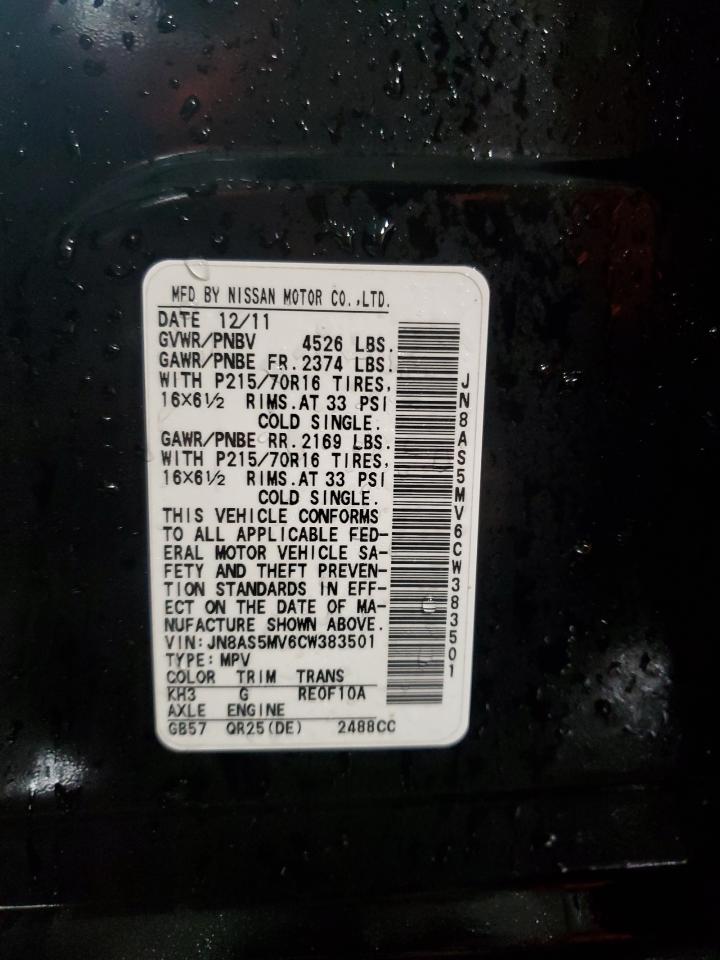 MFD BY NISSAN MOTOR CO.,LTD.
DATE 12/11
GVWR/PNBV 4526 LBS.
GAWR/PNBE FR.2374 LBS.
WITH P215/70R16 TIRES,
16×6½ RIMS.AT 33 PSI
COLD SINGLE.
GAWR/PNBE RR.2169 LBS.
WITH P215/70R16 TIRES,
16×6½ RIMS.AT 33 PSI
COLD SINGLE.
THIS VEHICLE CONFORMS
TO ALL APPLICABLE FED-
ERAL MOTOR VEHICLE SA-
FETY AND THEFT PREVEN-
TION STANDARDS IN EFF-
ECT ON THE DATE OF MA-
NUFACTURE SHOWN ABOVE.
VIN:JN8AS5MV6CW383501
TYPE:MPV
COLOR TRIM TRANS
KH3 G RE0F10A
AXLE ENGINE
GB57 QR25(DE) 2488CC
JN8AS5MV6CW383501